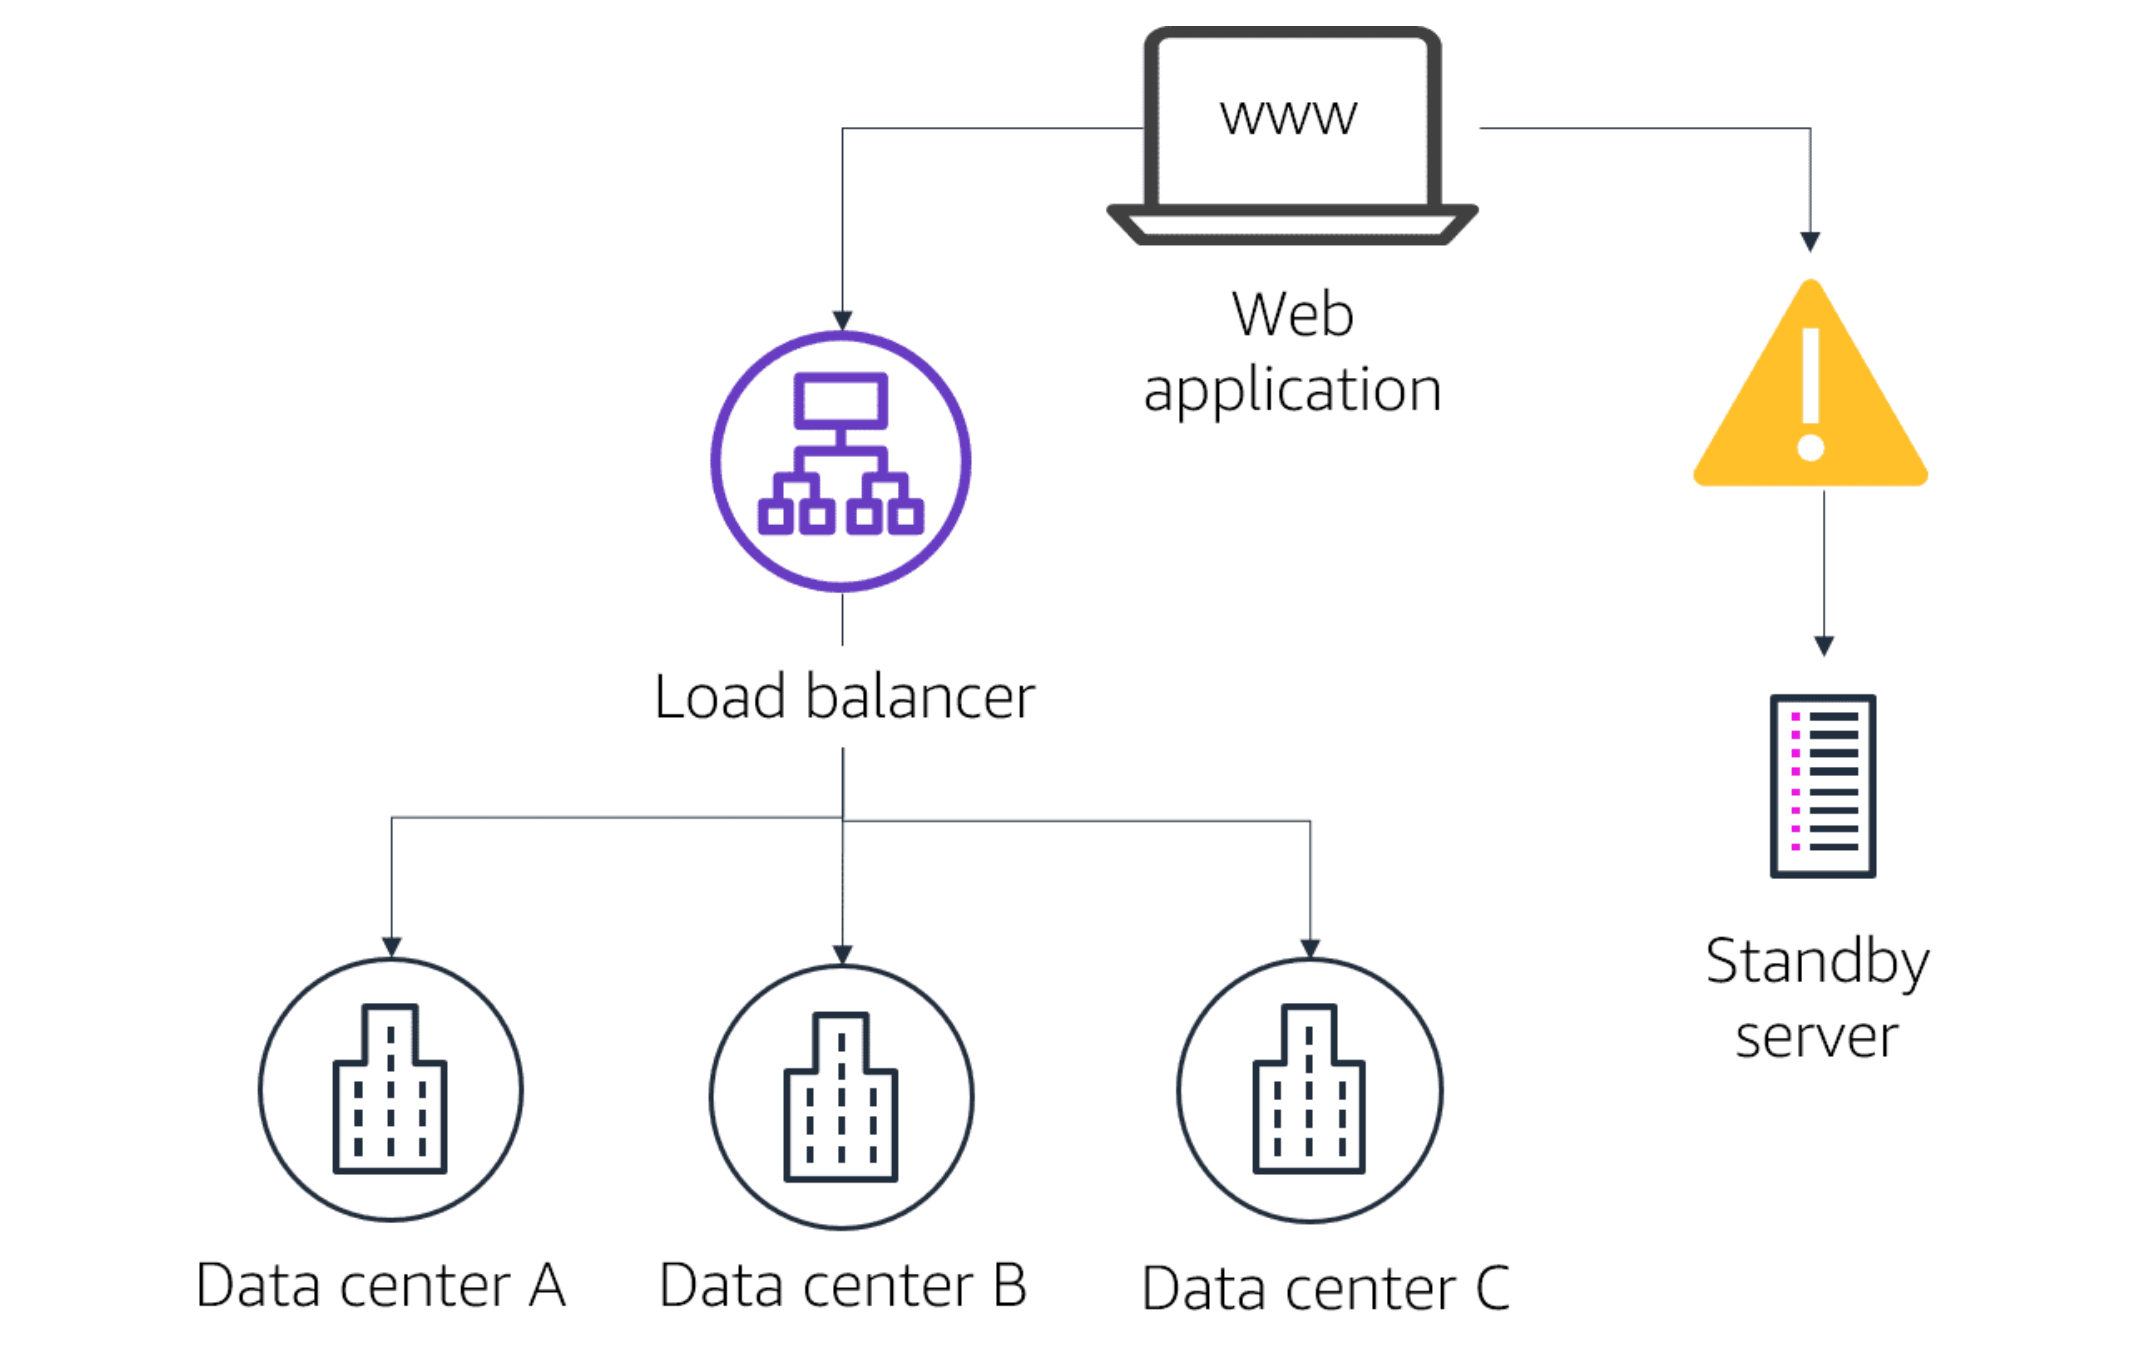 www
Web
application
Load balancer
Standby
server
Data center A
Data center B
Data center C